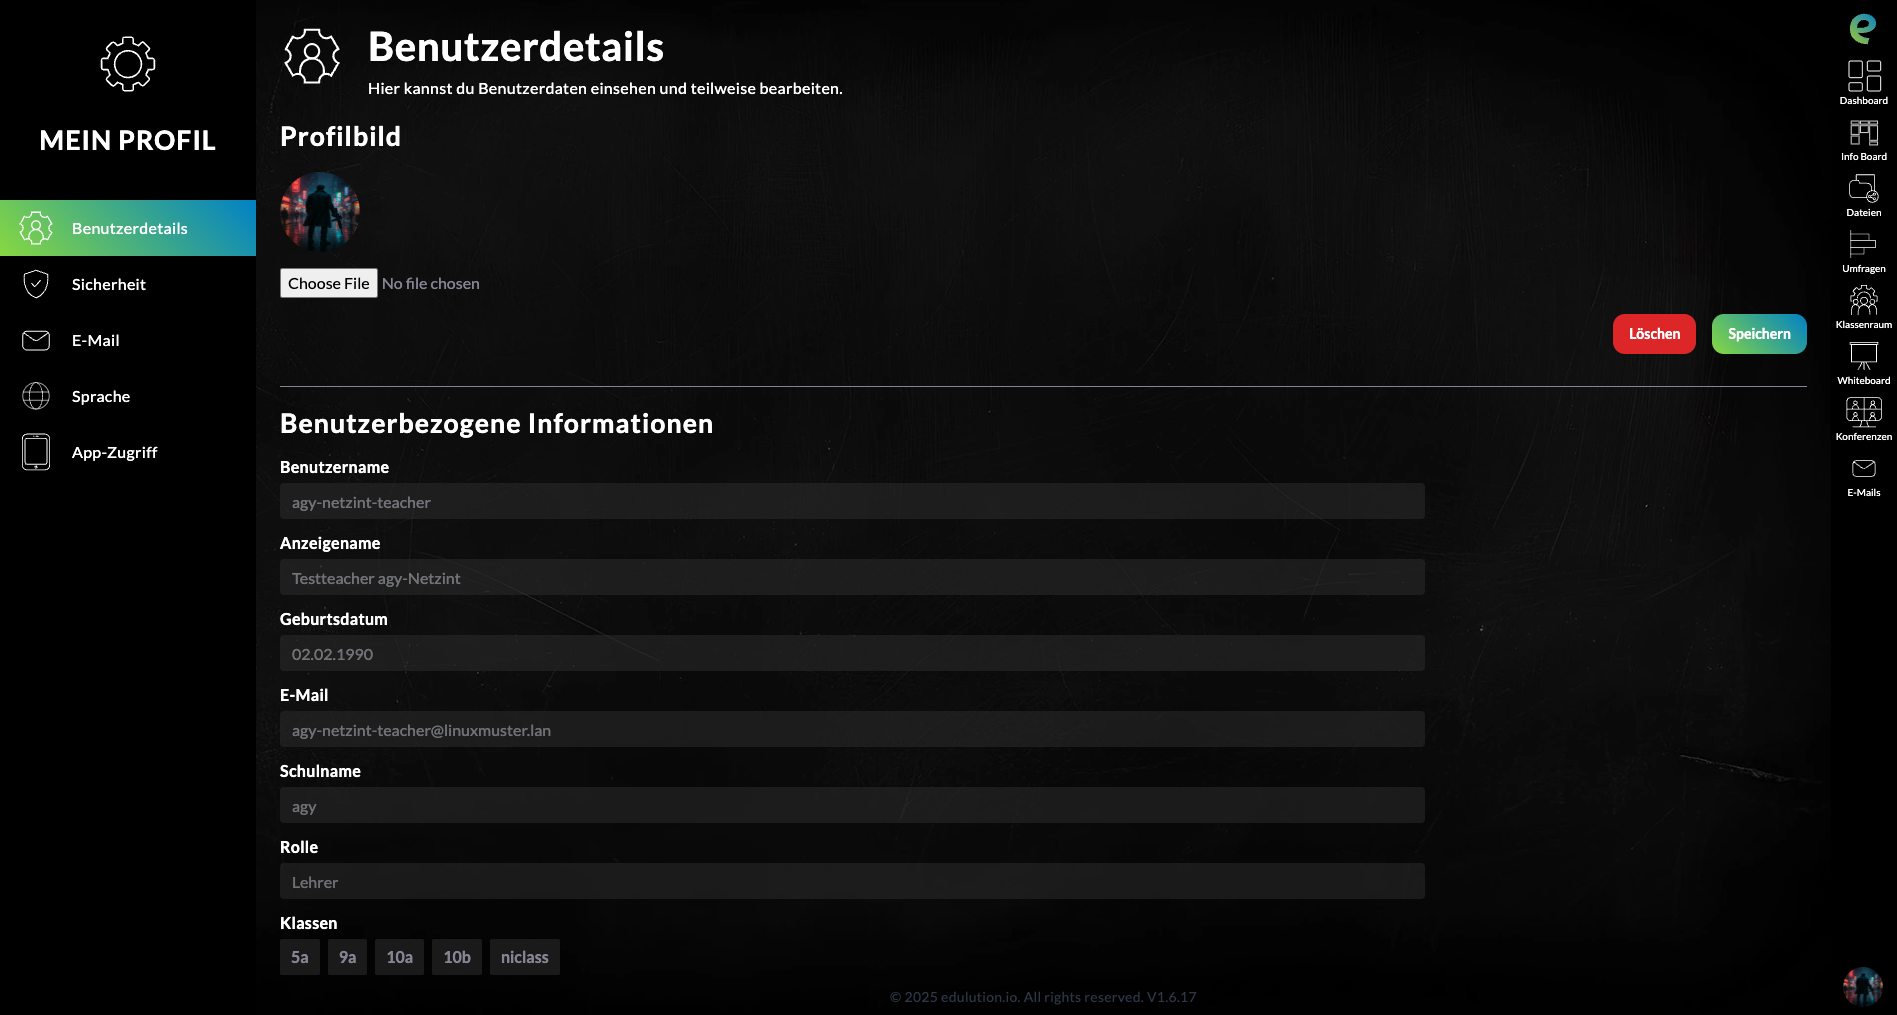 MEIN PROFIL
Benutzerdetails
Sicherheit
E-Mail
Sprache
App-Zugriff
Benutzerdetails
Hier kannst du Benutzerdaten einsehen und teilweise bearbeiten.
Profilbild
Choose File No file chosen
Löschen Speichern
Benutzerbezogene Informationen
Benutzername
agy-netzint-teacher
Anzeigename
Testteacher agy-Netzint
Geburtsdatum
02.02.1990
E-Mail
agy-netzint-teacher@linuxmuster.lan
Schulname
agy
Rolle
Lehrer
Klassen
5a 9a 10a 10b niclass
© 2025 edulution.io. All rights reserved. V1.6.17
e
Dashboard
Info Board
Dateien
Umfragen
Klassenraum
Whiteboard
Konferenzen
E-Mails